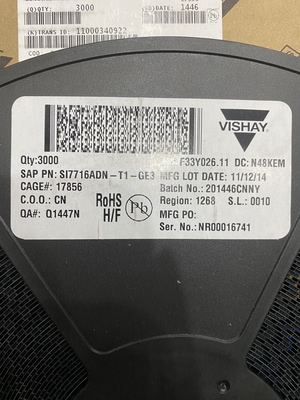 (Q)QTY: 3000
DATE: 1446
(K)TRANS ID: 11000340922
COO
VISHAY
Qty:3000
F33Y026.11 DC: N48KEM
SAP PN: SI7716ADN-T1-GE3 MFG LOT DATE: 11/12/14
CAGE#: 17856
Batch No.: 201446CNNY
C.O.O.: CN
RoHS
Pb
Region: 1268 S.L.: 0010
QA#: Q1447N
H/F
MFG PO:
Ser. No.: NR00016741